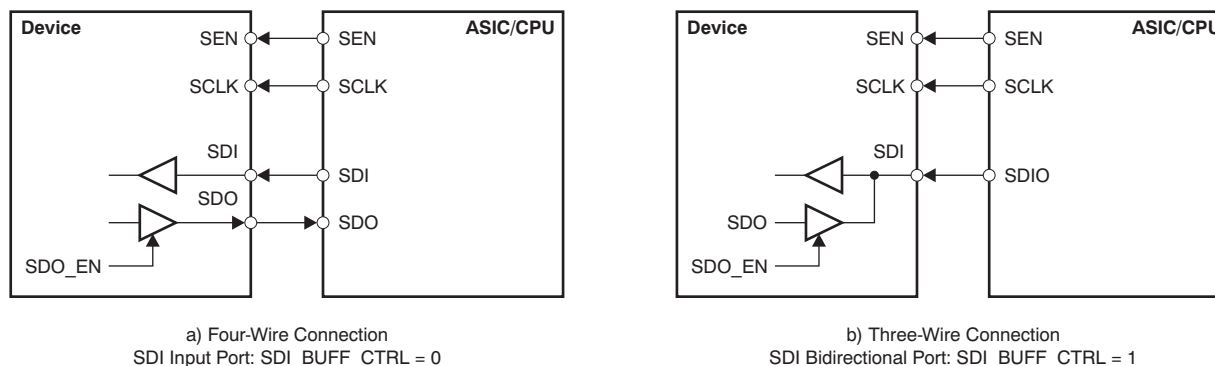 Device
SEN
SEN
ASIC/CPU
SCLK
SCLK
SDI
SDI
SDO
SDO
SDO_EN
a) Four-Wire Connection
SDI Input Port: SDI_BUFF_CTRL = 0
Device
SEN
SEN
ASIC/CPU
SCLK
SCLK
SDI
SDIO
SDO
SDO_EN
b) Three-Wire Connection
SDI Bidirectional Port: SDI_BUFF_CTRL = 1